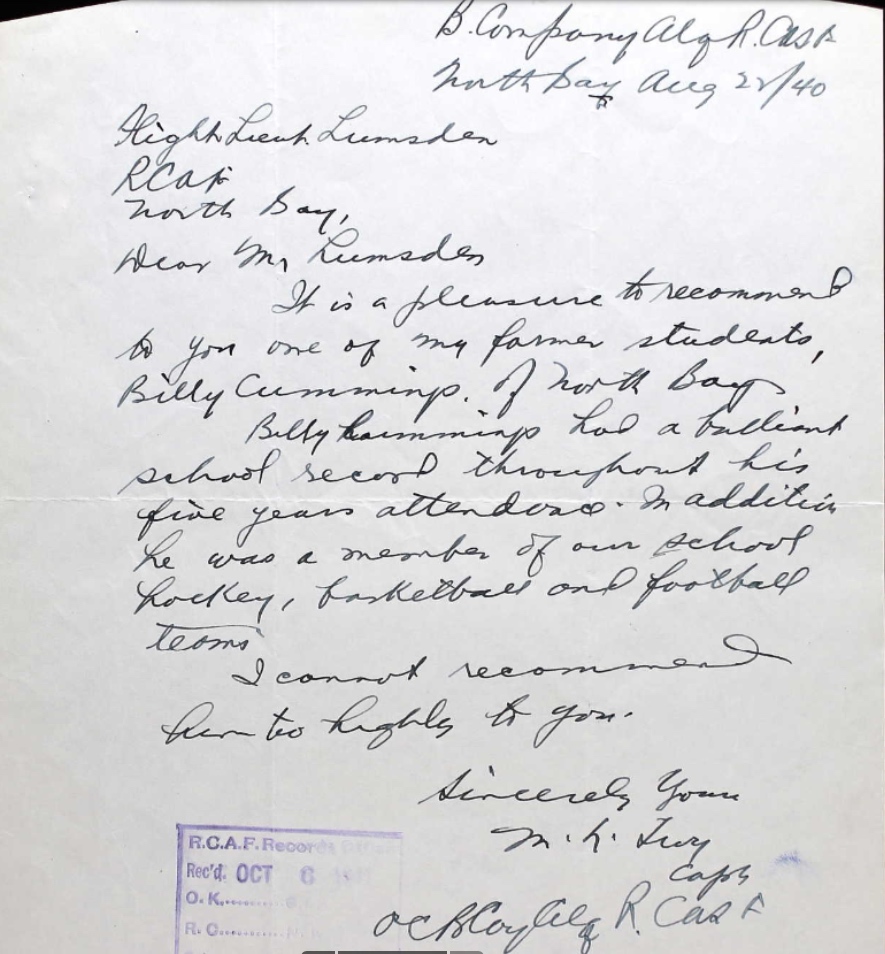 B. Company Alg R. CASF
North Bay Aug 22/40
Flight Lieut. Lumsden
RCAF
North Bay,
Dear Mr Lumsden
It is a pleasure to recommend
to you one of my former students,
Billy Cummings. of North Bay
Billy Cummings had a brilliant
school record throughout his
five years attendance. In addition
he was a member of our school
hockey, basketball and football
teams
I cannot recommend
him too highly to you.
Sincerely Yours
Capt
OC B Coy Alg R. CASF
R.C.A.F. Records
Rec'd. OCT 6
O. K.
R. C.